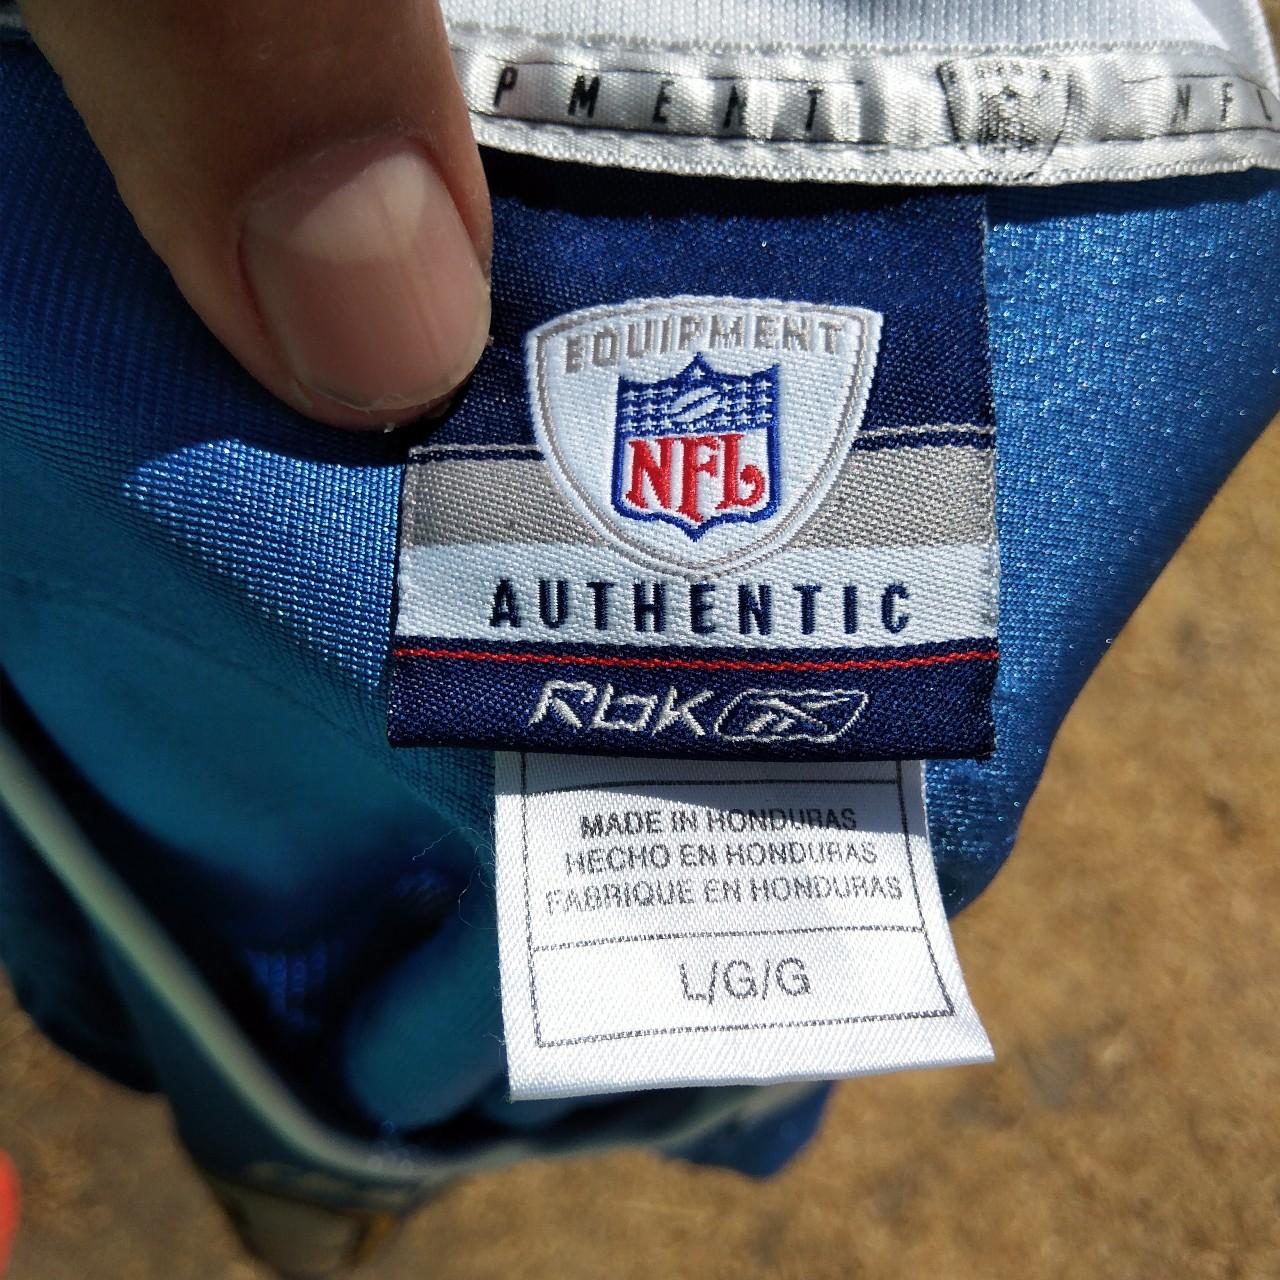 PMENT NFL
EQUIPMENT
NFL
AUTHENTIC
RbK
MADE IN HONDURAS
HECHO EN HONDURAS
FABRIQUE EN HONDURAS
L/G/G